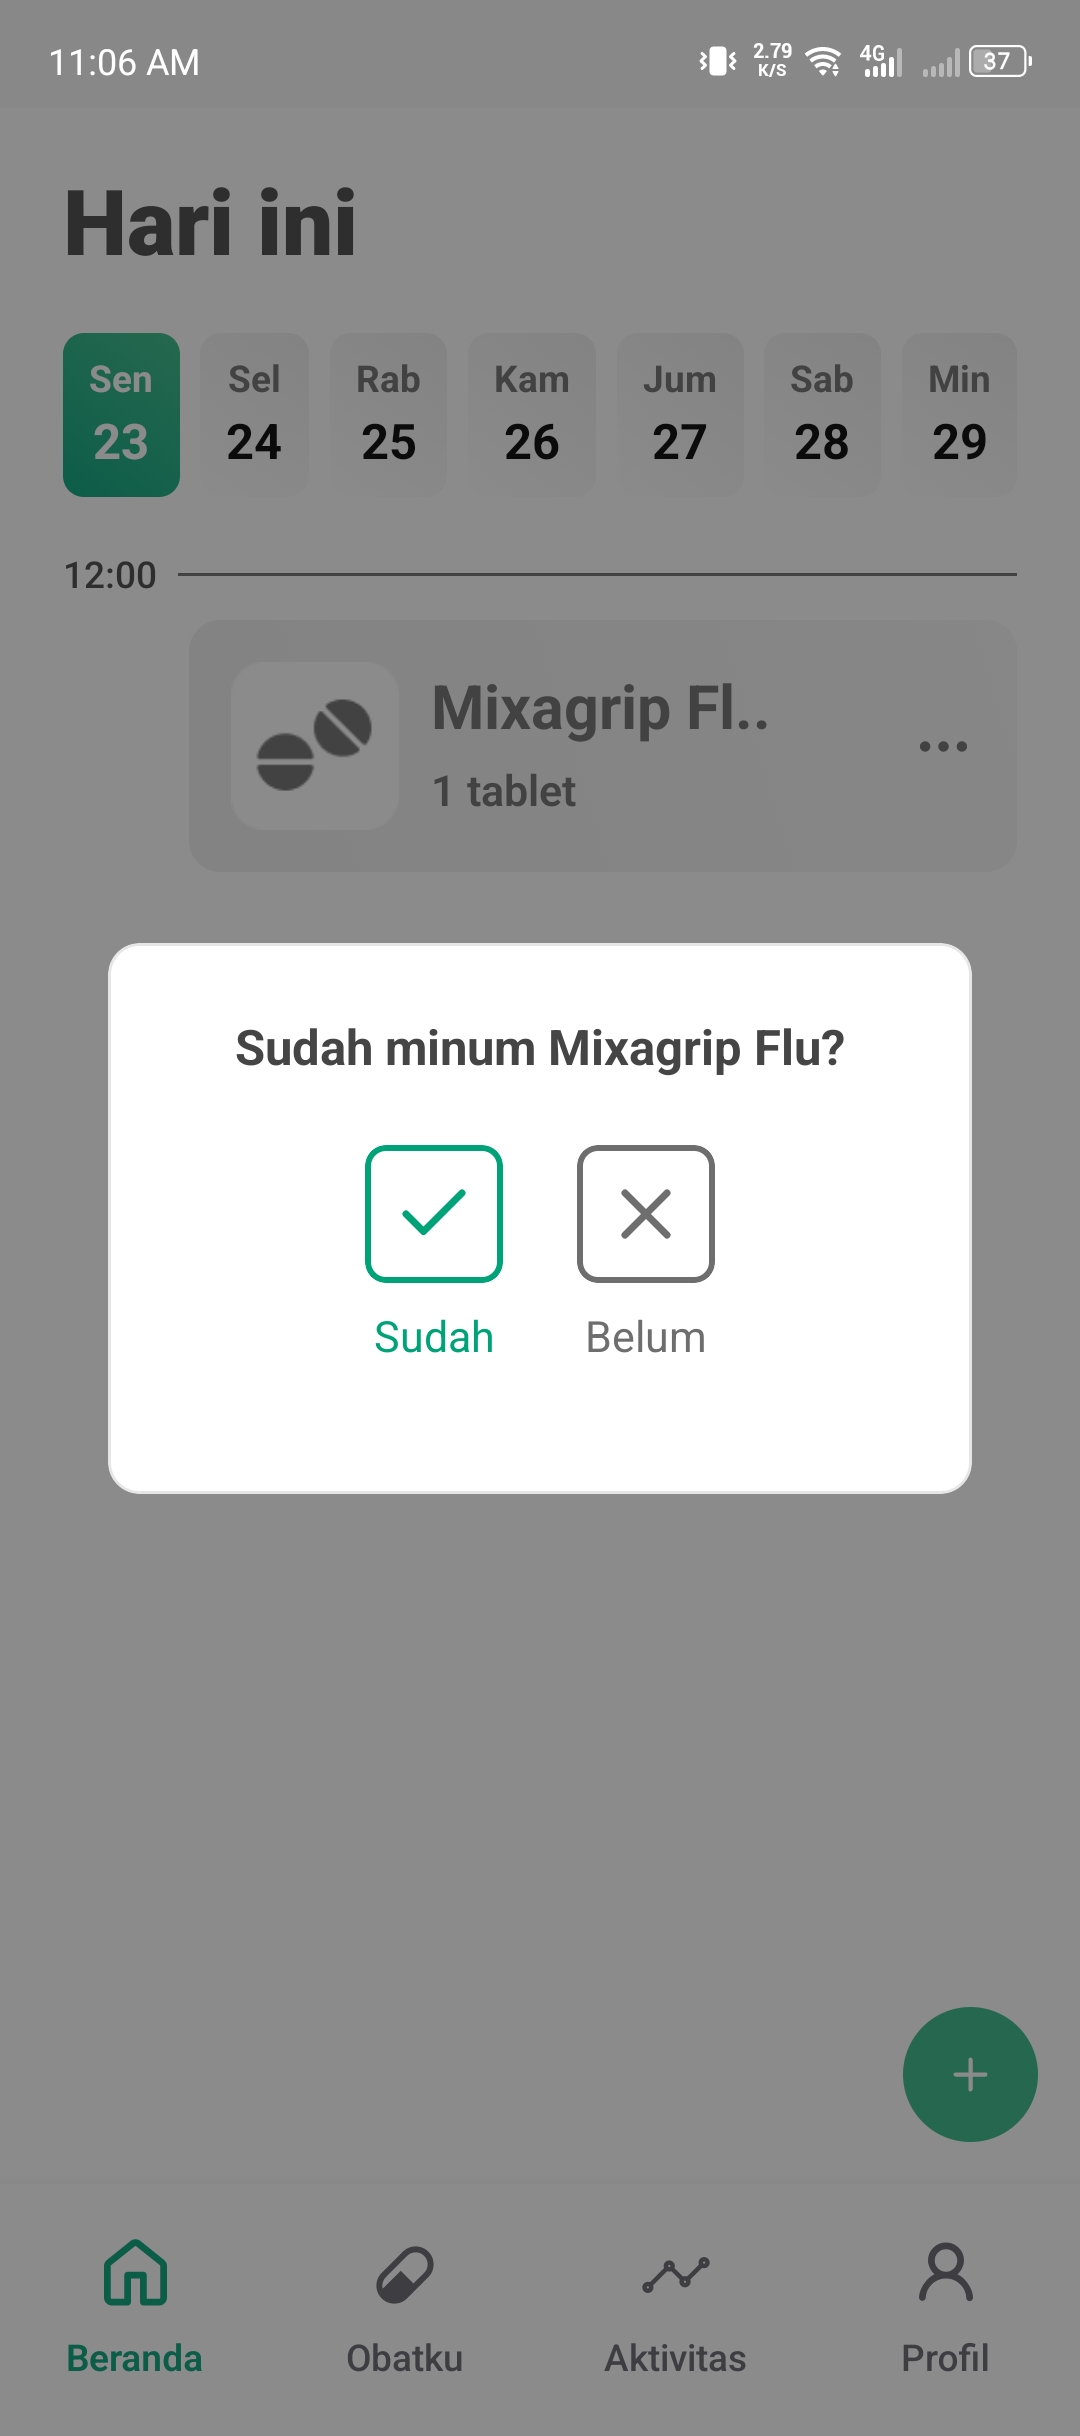 11:06 AM
2.79
K/S
4G
37
Hari ini
Sen Sel Rab Kam Jum Sab Min
23 24 25 26 27 28 29
12:00
Mixagrip Fl..
1 tablet
Sudah minum Mixagrip Flu?
Sudah Belum
Beranda Obatku Aktivitas Profil